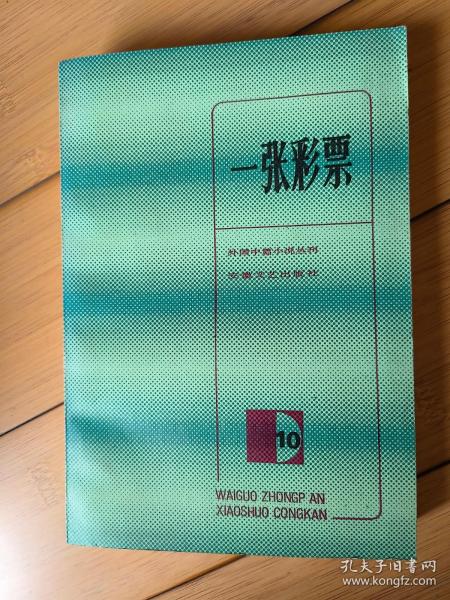 一张彩票
外国中篇小说丛刊
安徽文艺出版社
10
WAIGUO ZHONGP AN
XIAOSHUO CONGKAN
孔夫子旧书网
www.kongfz.com